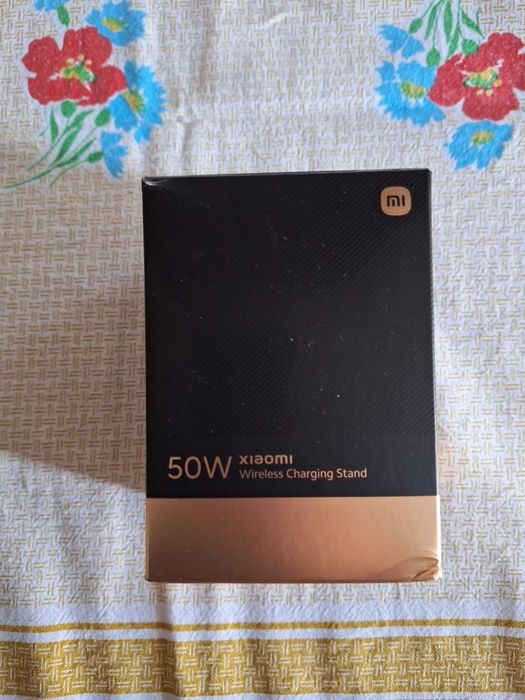 mi
50W xiaomi
Wireless Charging Stand